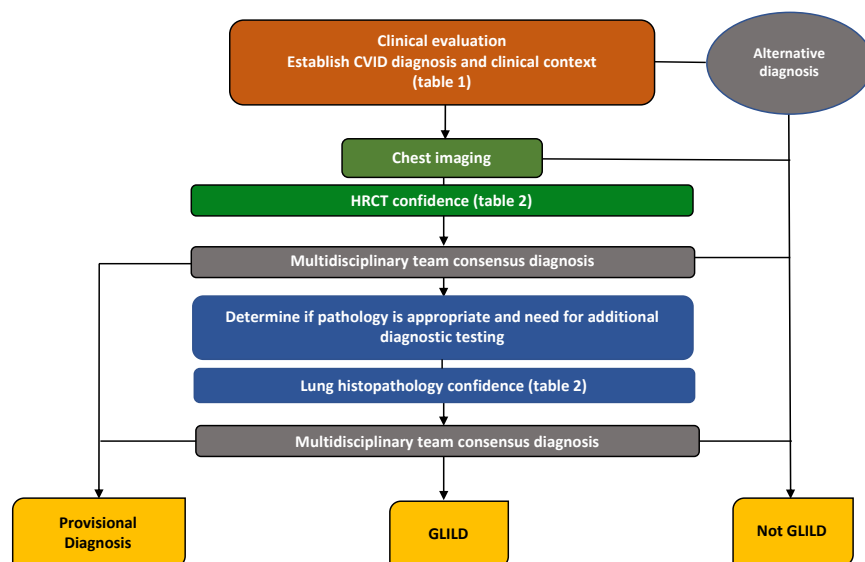 Clinical evaluation
Establish CVID diagnosis and clinical context
(table 1)
Alternative
diagnosis
Chest imaging
HRCT confidence (table 2)
Multidisciplinary team consensus diagnosis
Determine if pathology is appropriate and need for additional
diagnostic testing
Lung histopathology confidence (table 2)
Multidisciplinary team consensus diagnosis
Provisional
Diagnosis
GLILD
Not GLILD